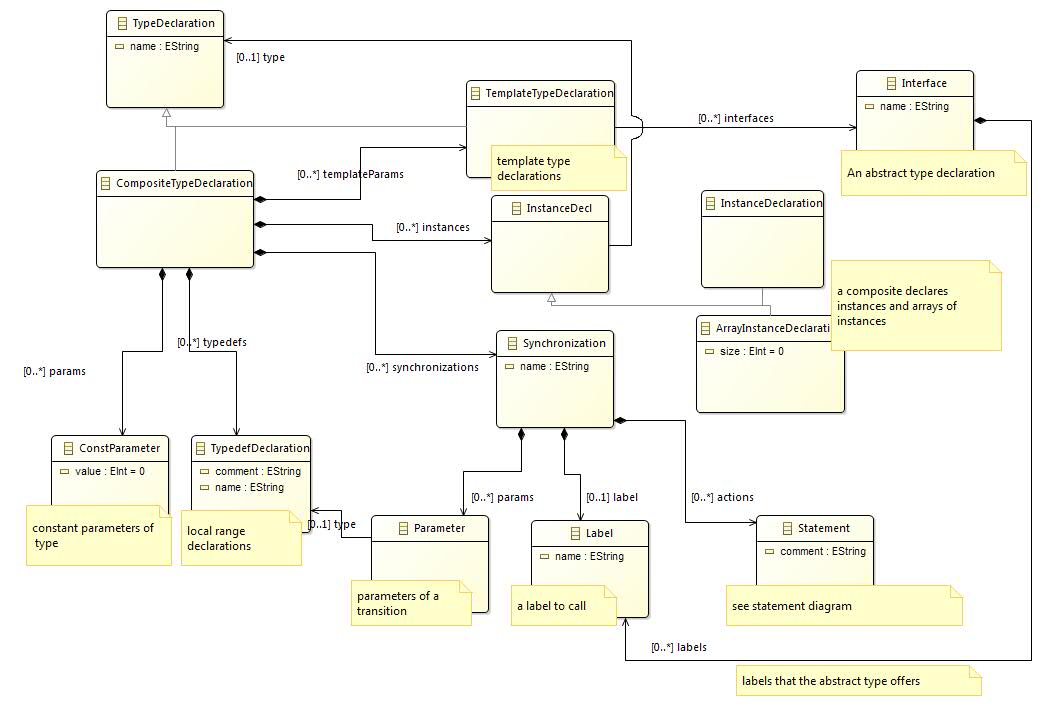 TypeDeclaration
name : EString
[0..1] type
TemplateTypeDeclaration
template type
declarations
[0..*] interfaces
Interface
name : EString
An abstract type declaration
[0..*] templateParams
CompositeTypeDeclaration
[0..*] instances
InstanceDecl
InstanceDeclaration
a composite declares
instances and arrays of
instances
ArrayInstanceDeclarati
size : EInt = 0
Synchronization
name : EString
[0..*] synchronizations
[0..*] typedefs
[0..*] params
ConstParameter
value : EInt = 0
constant parameters of
type
TypedefDeclaration
comment : EString
name : EString
local range
declarations
[0..1] type
[0..*] params
[0..1] label
[0..*] actions
Parameter
parameters of a
transition
Label
name : EString
a label to call
Statement
comment : EString
see statement diagram
[0..*] labels
labels that the abstract type offers